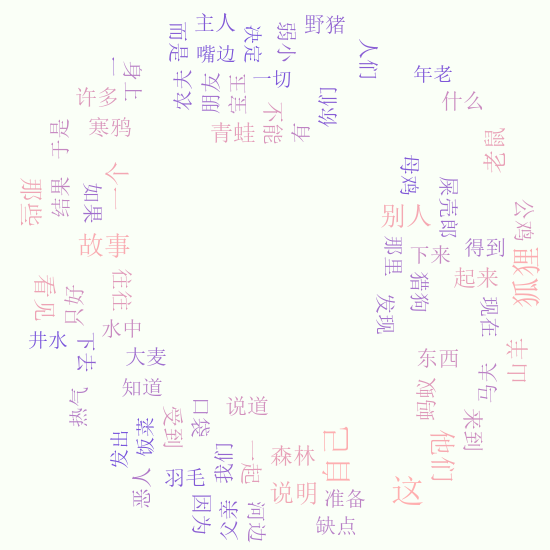 主人
野猪
而是
嘴边
决定
弱小
人们
一切
年老
身上
农夫
朋友
宝玉
你们
许多
什么
不能
有
青蛙
寒鸦
于是
老鼠
母鸡
一个
那些
结果
如果
屎壳郎
别人
公鸡
故事
那里
下来
得到
狐狸
看见
只好
往往
猎狗
起来
发现
现在
水中
井水
下去
大麦
东西
山羊
知道
马夫
热气
蚂蚁
口袋
说道
受到
来到
发出
饭菜
他们
自己
恶人
羽毛
我们
一起
森林
这
说明
准备
因为
父亲
河边
缺点